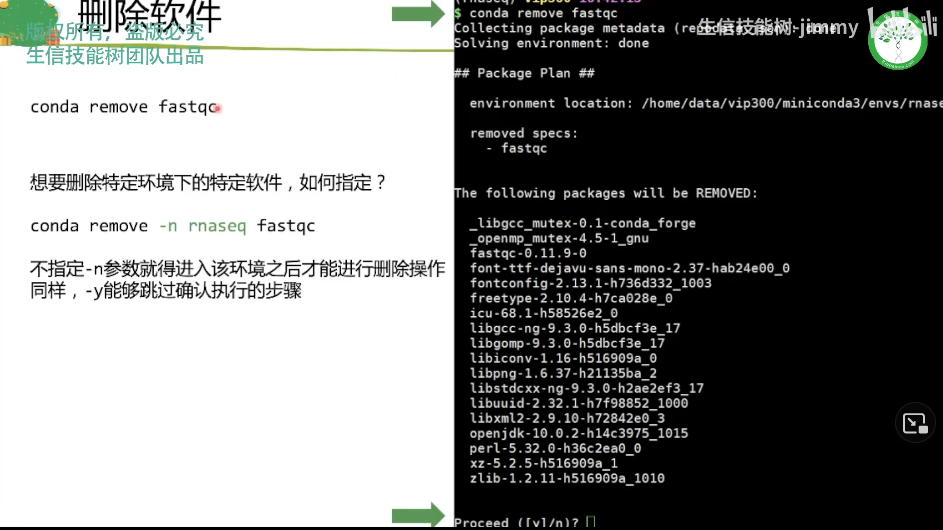 删除软件
版权所有，盗版必究
生信技能树团队出品
conda remove fastqc
想要删除特定环境下的特定软件，如何指定？
conda remove -n rnaseq fastqc
不指定-n参数就得进入该环境之后才能进行删除操作
同样，-y能够跳过确认执行的步骤
$ conda remove fastqc
Collecting package metadata
生信技能树-jimmy bilibili
Solving environment: done
## Package Plan ##
environment location: /home/data/vip300/miniconda3/envs/rnase
removed specs:
- fastqc
The following packages will be REMOVED:
_libgcc_mutex-0.1-conda_forge
_openmp_mutex-4.5-1_gnu
fastqc-0.11.9-0
font-ttf-dejavu-sans-mono-2.37-hab24e00_0
fontconfig-2.13.1-h736d332_1003
freetype-2.10.4-h7ca028e_0
icu-68.1-h58526e2_0
libgcc-ng-9.3.0-h5dbcf3e_17
libgomp-9.3.0-h5dbcf3e_17
libiconv-1.16-h516909a_0
libpng-1.6.37-h21135ba_2
libstdcxx-ng-9.3.0-h2ae2ef3_17
libuuid-2.32.1-h7f98852_1000
libxml2-2.9.10-h72842e0_3
openjdk-10.0.2-h14c3975_1015
perl-5.32.0-h36c2ea0_0
xz-5.2.5-h516909a_1
zlib-1.2.11-h516909a_1010
Proceed ([y]/n)?